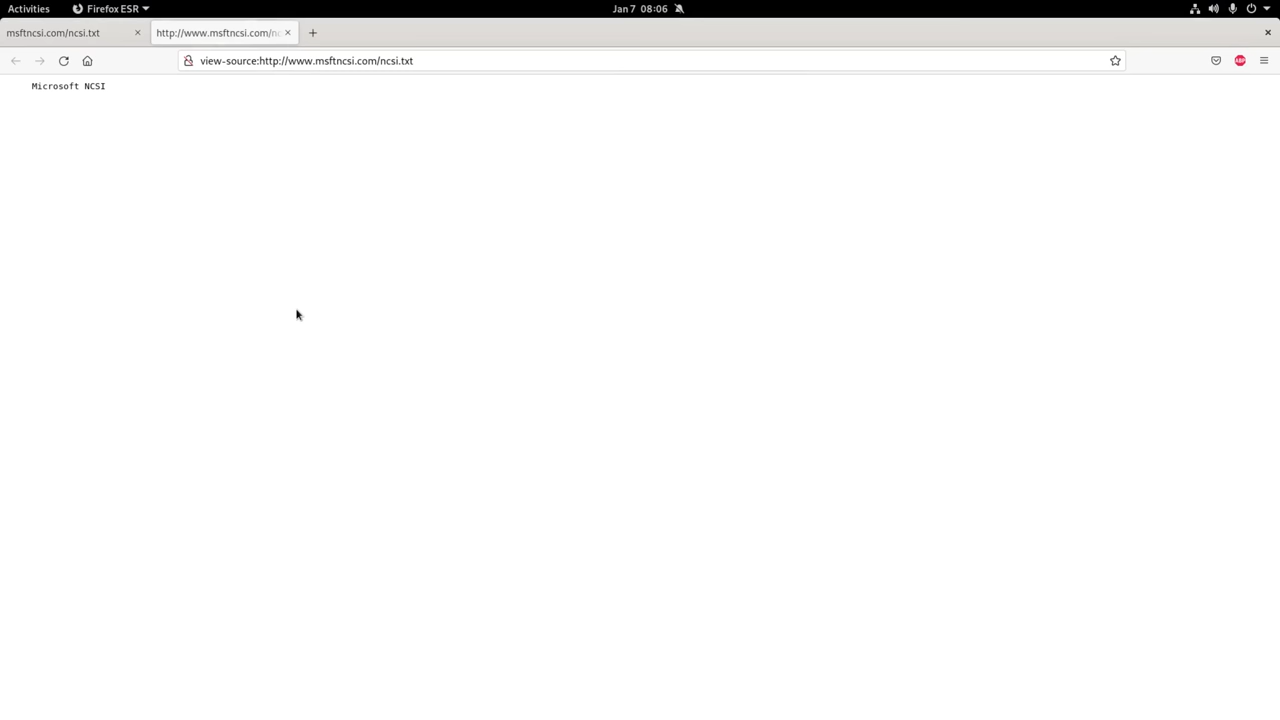 Activities Firefox ESR Jan 7 08:06
msftncsi.com/ncsi.txt http://www.msftncsi.com/n
view-source:http://www.msftncsi.com/ncsi.txt ABP
Microsoft NCSI